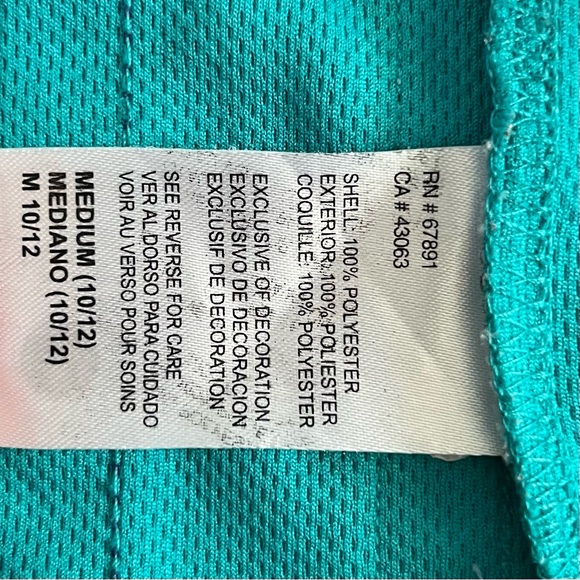 RN # 67891
CA # 43063
SHELL: 100% POLYESTER
EXTERIOR: 100% POLIESTER
COQUILLE: 100% POLYESTER
EXCLUSIVE OF DECORATION
EXCLUSIVO DE DECORACION
EXCLUSIF DE DECORATION
SEE REVERSE FOR CARE
VER AL DORSO PARA CUIDADO
VOIR AU VERSO POUR SOINS
MEDIUM (10/12)
MEDIANO (10/12)
M 10/12